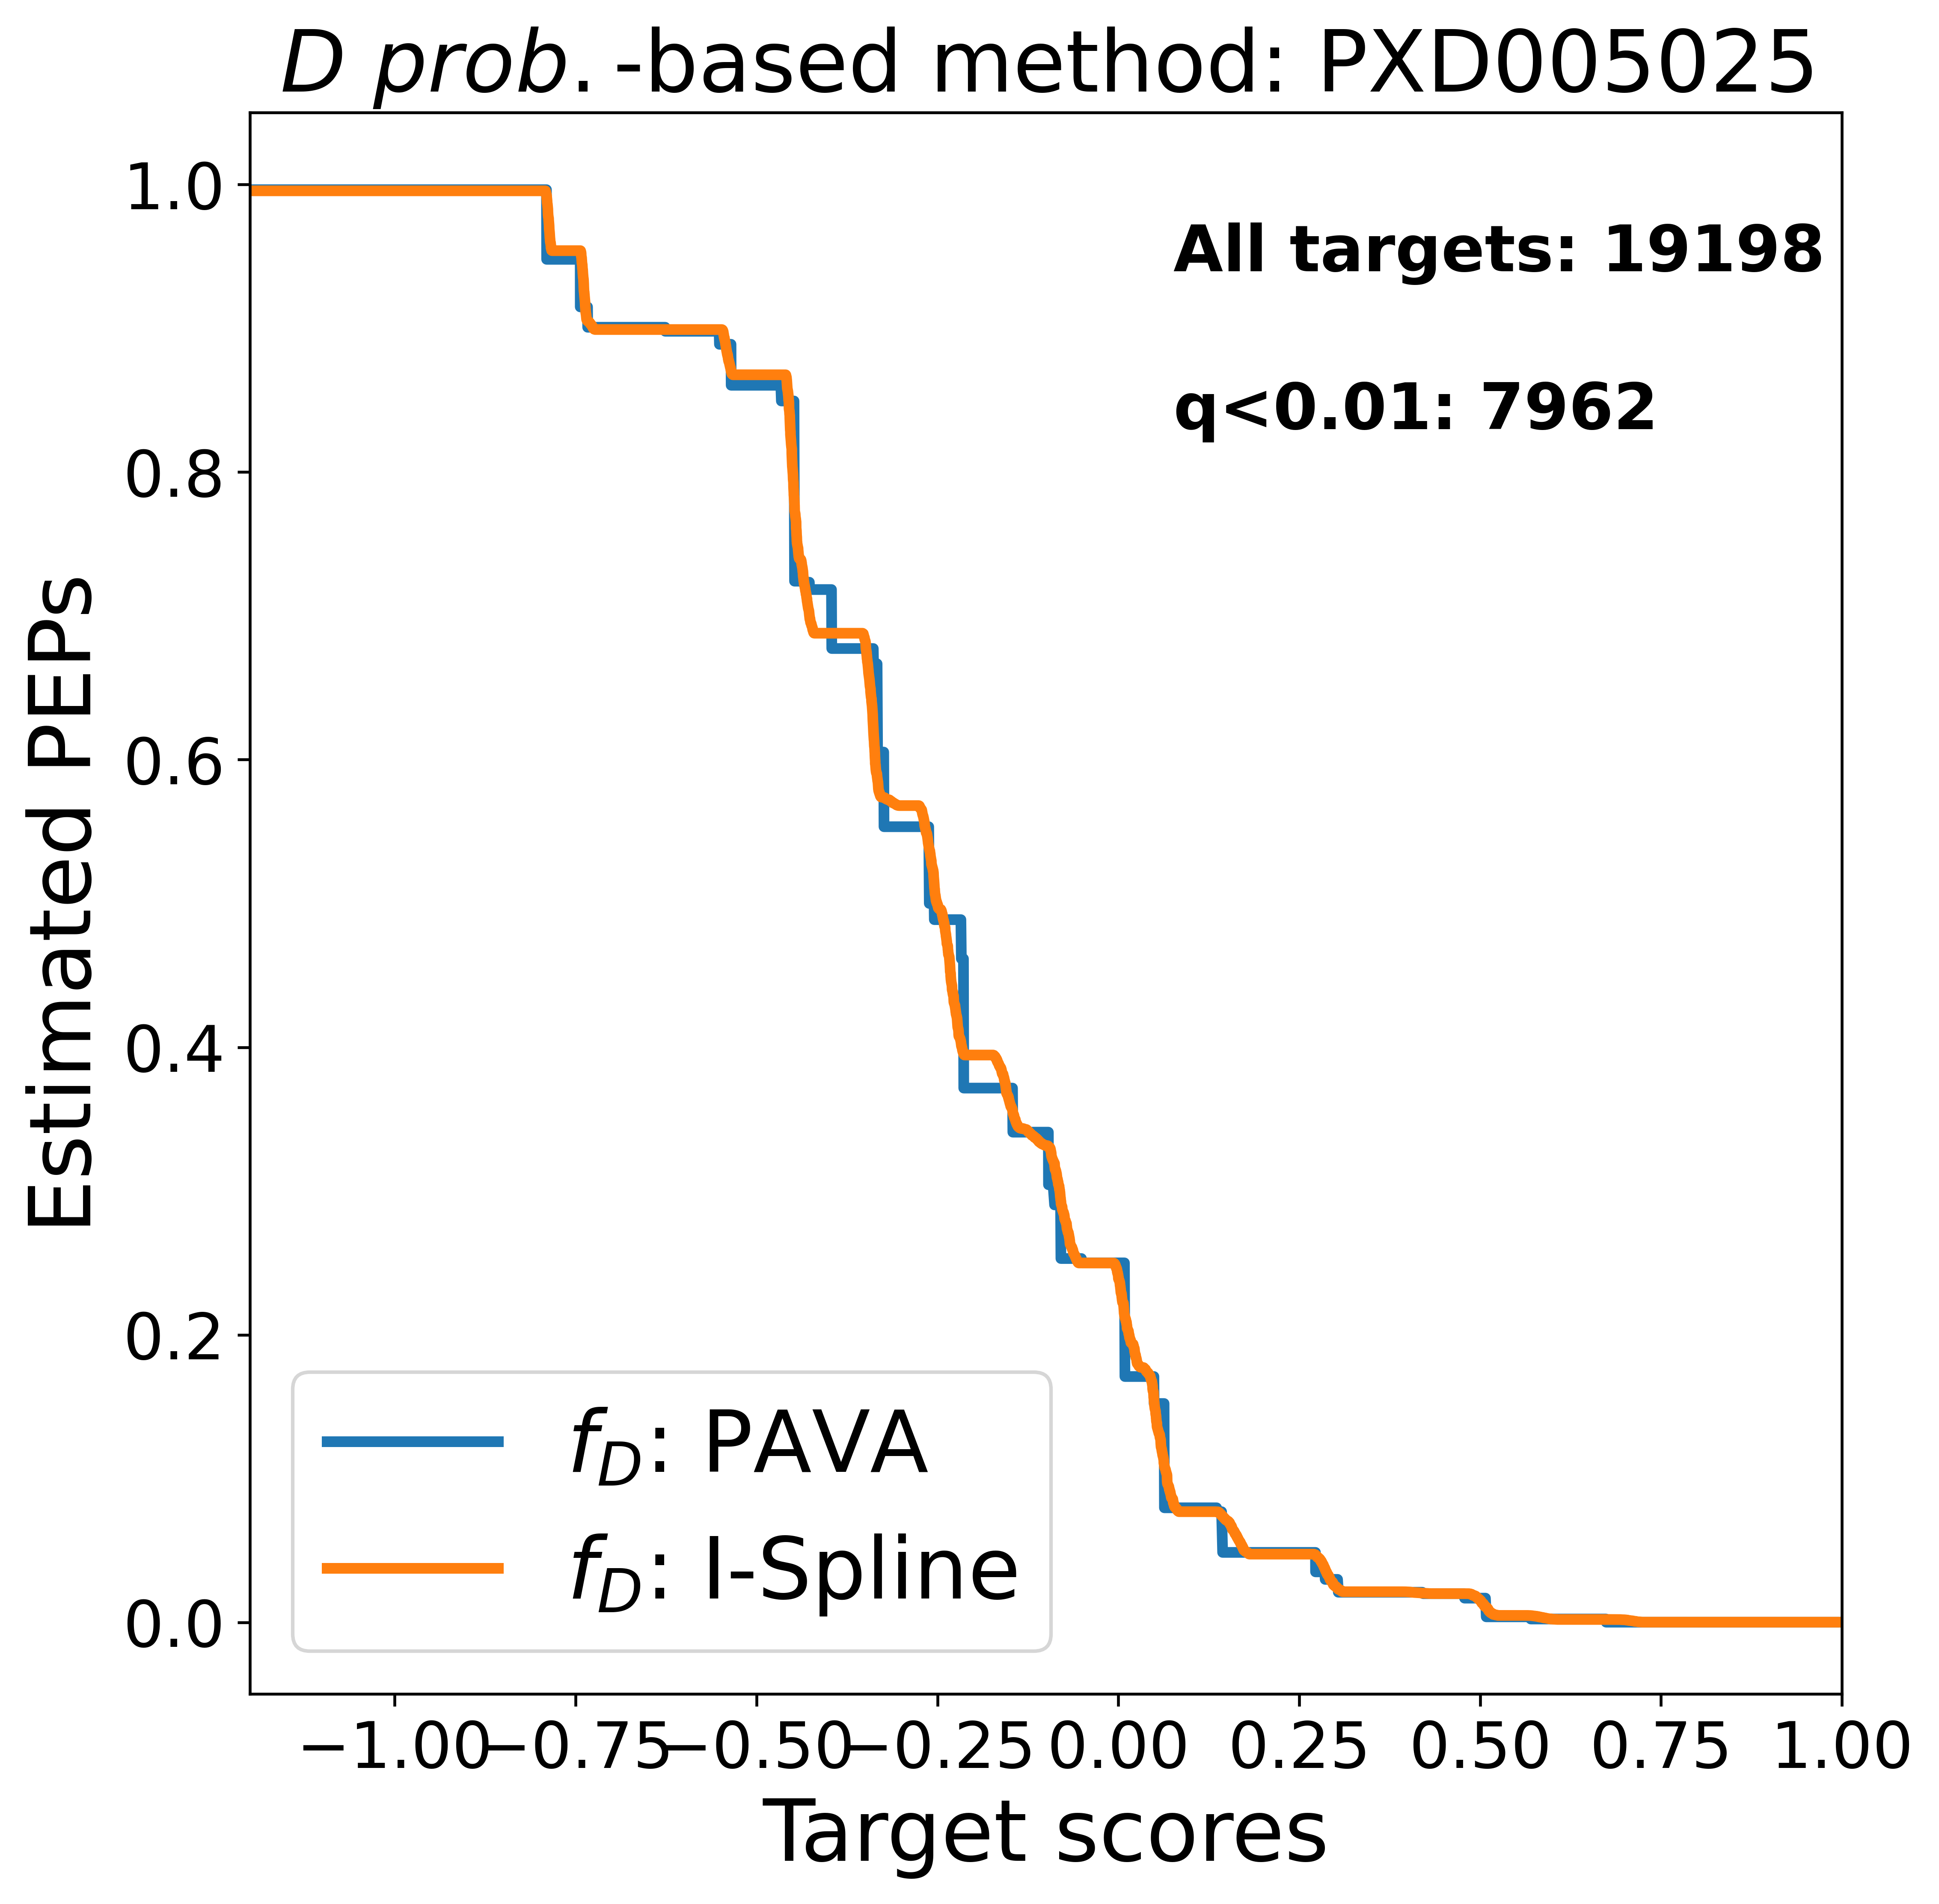 D prob. -based method: PXD005025
1.0
0.8
0.6
0.4
0.2
0.0
Estimated PEPs
All targets: 19198
q<0.01: 7962
f_D: PAVA
f_D: I-Spline
−1.00 −0.75 −0.50 −0.25 0.00 0.25 0.50 0.75 1.00
Target scores